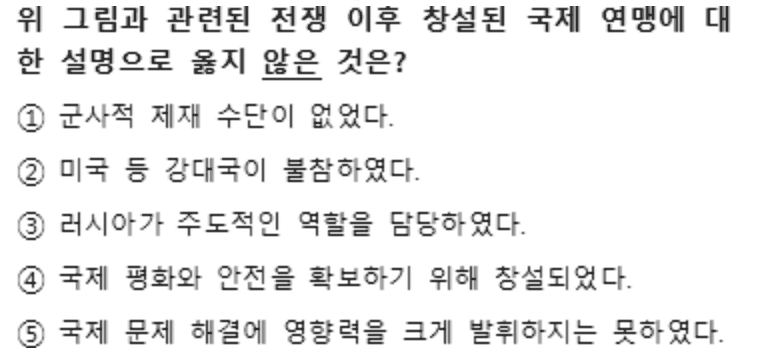 위 그림과 관련된 전쟁 이후 창설된 국제 연맹에 대
한 설명으로 옳지 않은 것은?
① 군사적 제재 수단이 없었다.
② 미국 등 강대국이 불참하였다.
③ 러시아가 주도적인 역할을 담당하였다.
④ 국제 평화와 안전을 확보하기 위해 창설되었다.
⑤ 국제 문제 해결에 영향력을 크게 발휘하지는 못하였다.